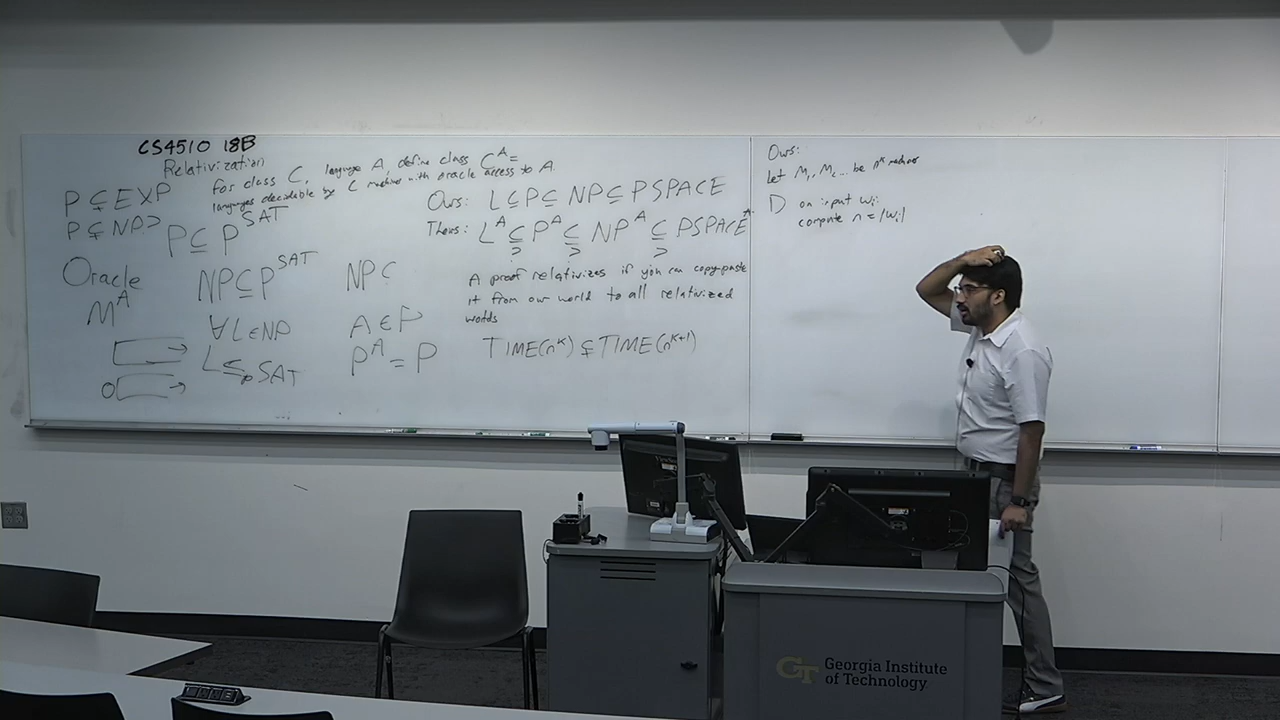 CS4510 18B
Relativization
for class C, language A, define class C^A =
languages decidable by C machines with oracle access to A.
P ⊊ EXP
P ⊊ NP?
P ⊆ P^SAT
Oracle
M^A
NP ⊆ P^SAT
∀L∈NP
L ≤p SAT
NP ⊆
A ∈ P
P^A = P
Ours: L ⊆ P ⊆ NP ⊆ PSPACE
Theirs: L^A ⊆ P^A ⊆ NP^A ⊆ PSPACE^A
? ? ?
A proof relativizes if you can copy-paste
it from our world to all relativized
worlds
TIME(n^k) ⊊ TIME(n^k+1)
Ours:
Let M1, M2... be n^k machines
D on input wi:
compute n = |wi|
GT Georgia Institute
of Technology